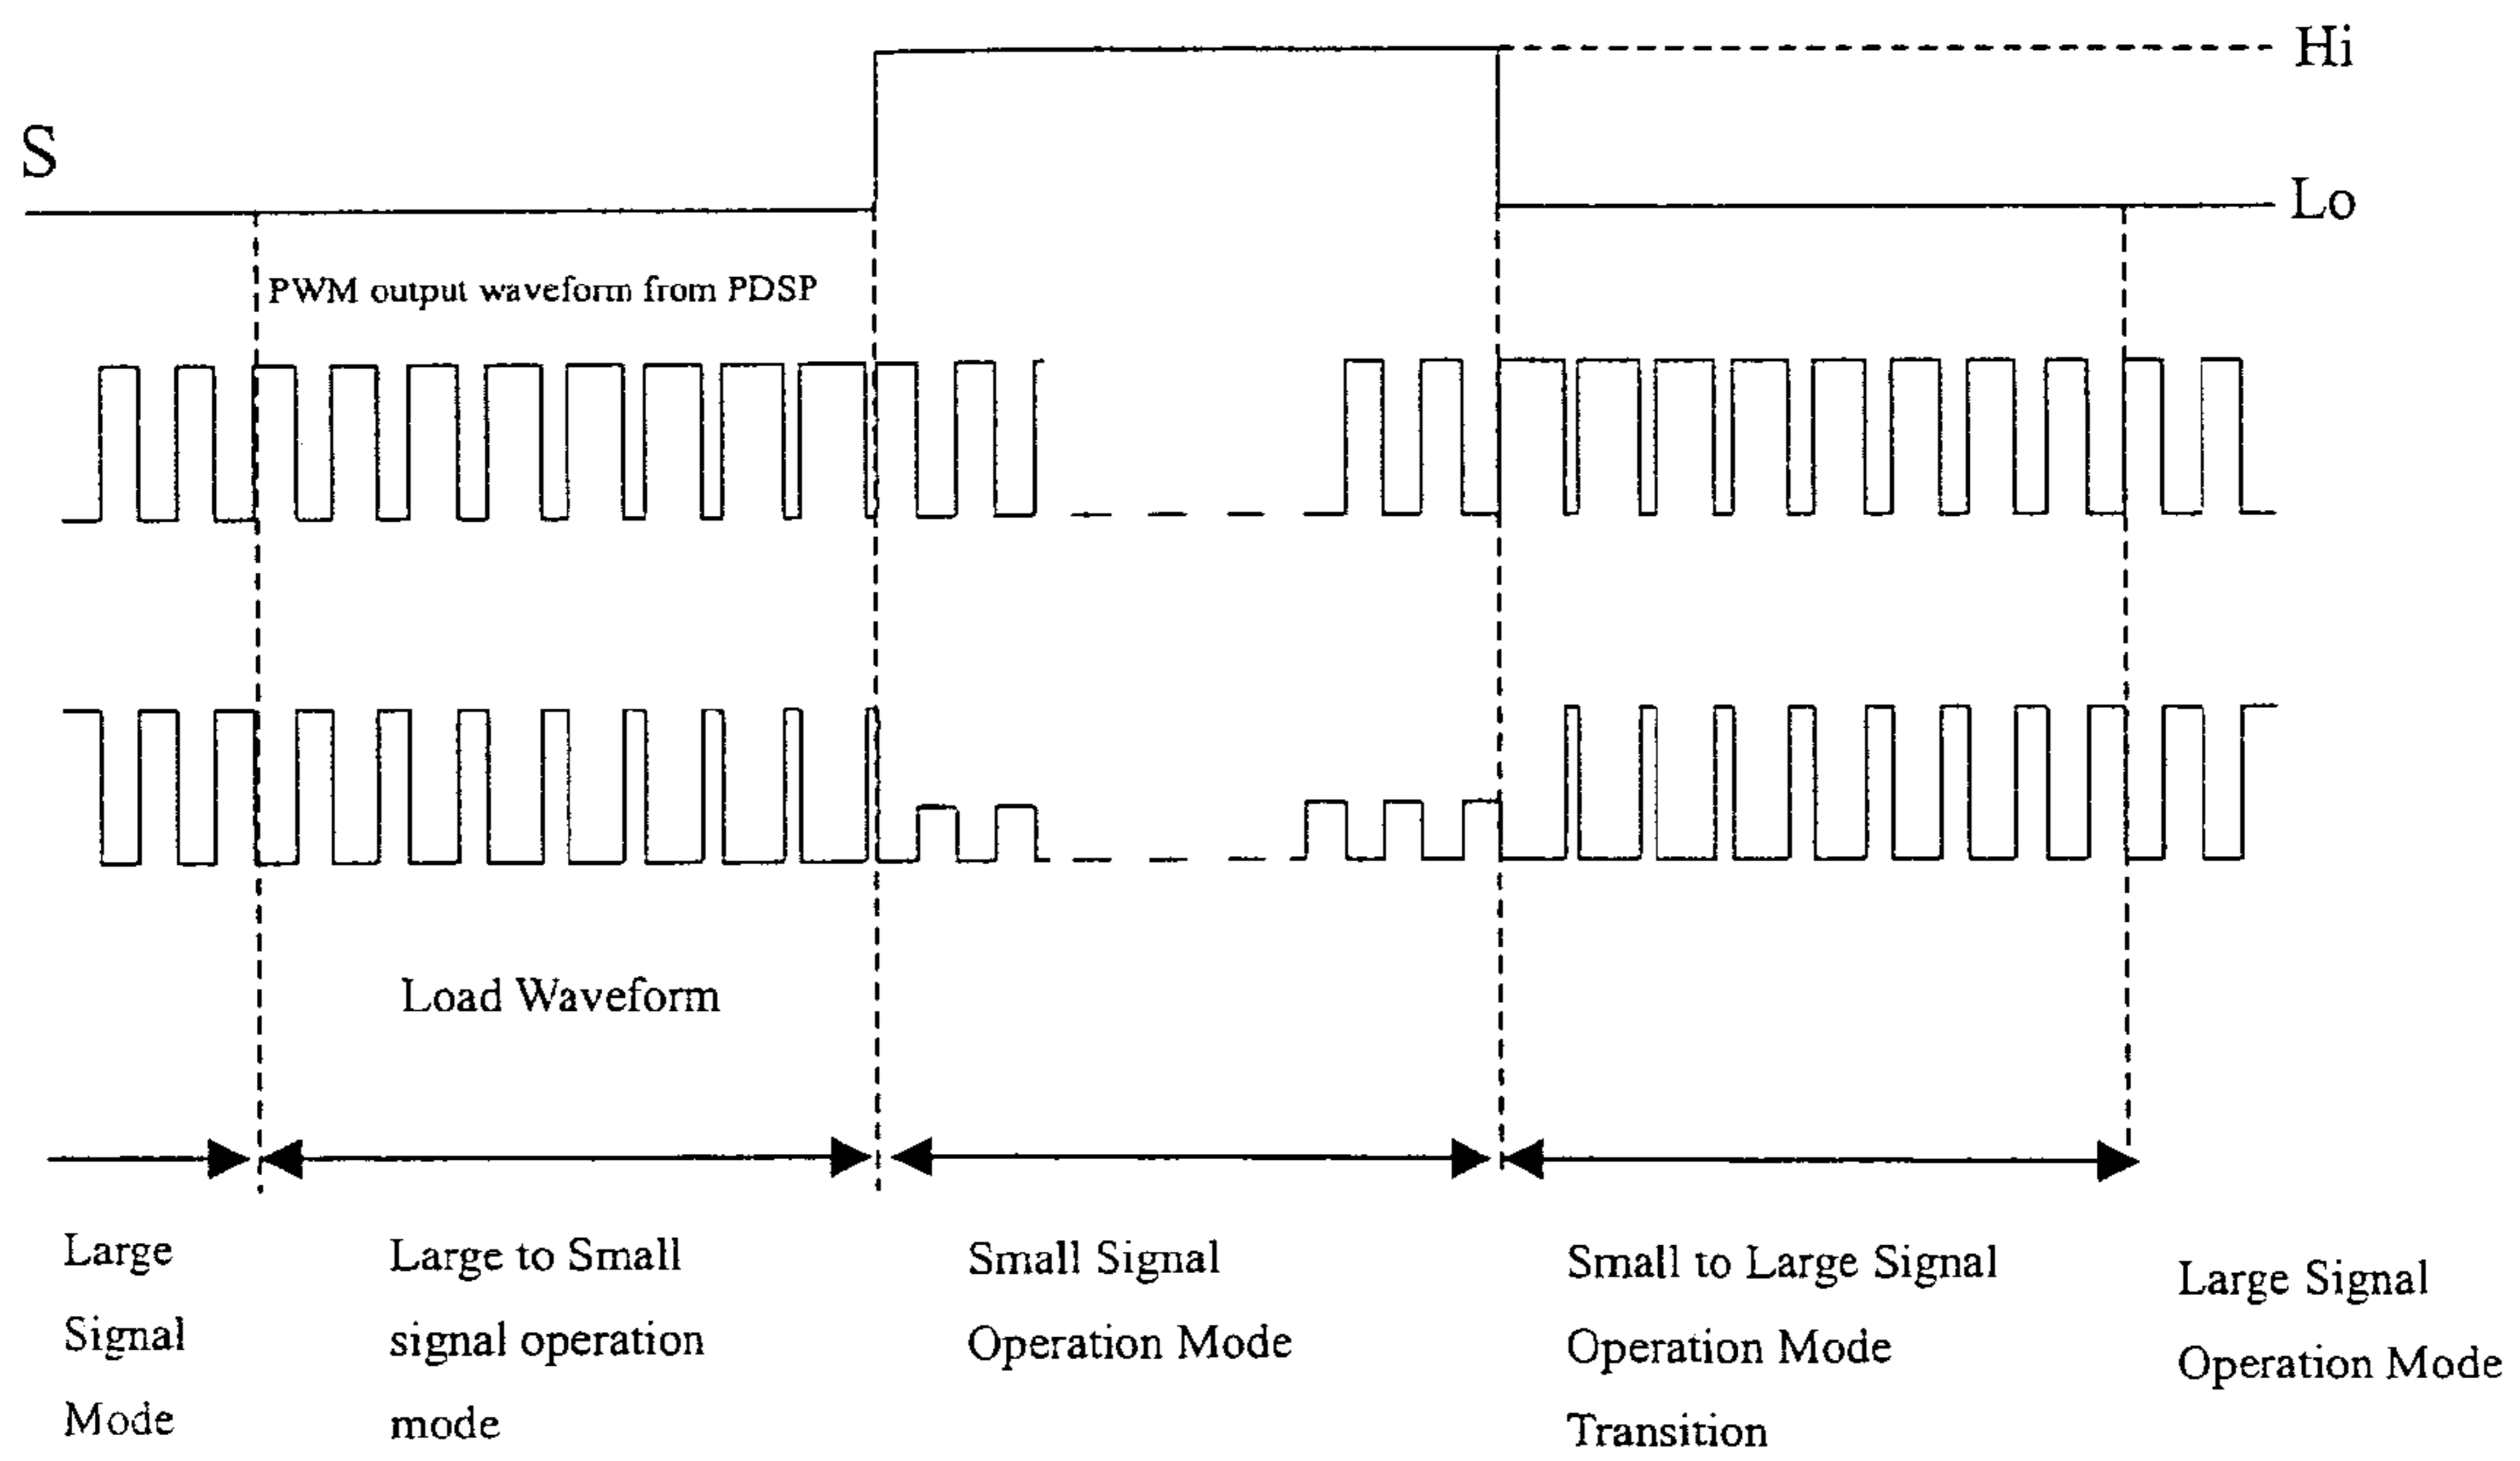 Hi
S
Lo
PWM output waveform from PDSP
Load Waveform
Large
Signal
Mode
Large to Small
signal operation
mode
Small Signal
Operation Mode
Small to Large Signal
Operation Mode
Transition
Large Signal
Operation Mode